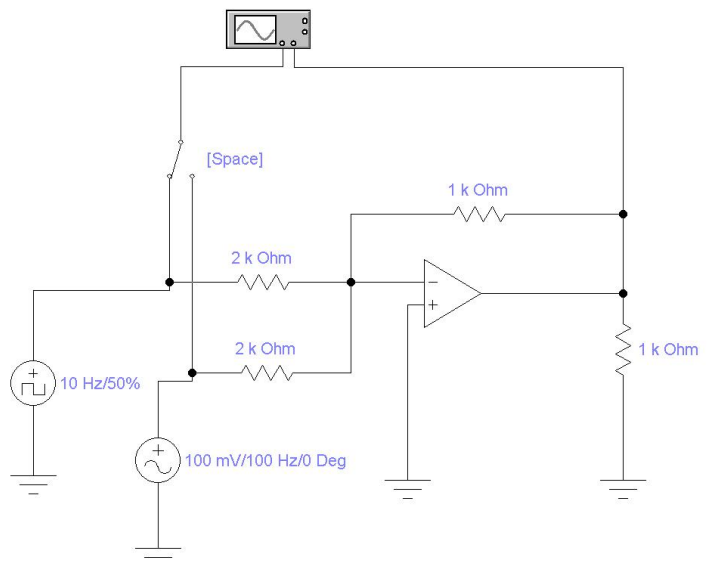 [Space]
1 k Ohm
2 k Ohm
2 k Ohm
1 k Ohm
10 Hz/50%
100 mV/100 Hz/0 Deg